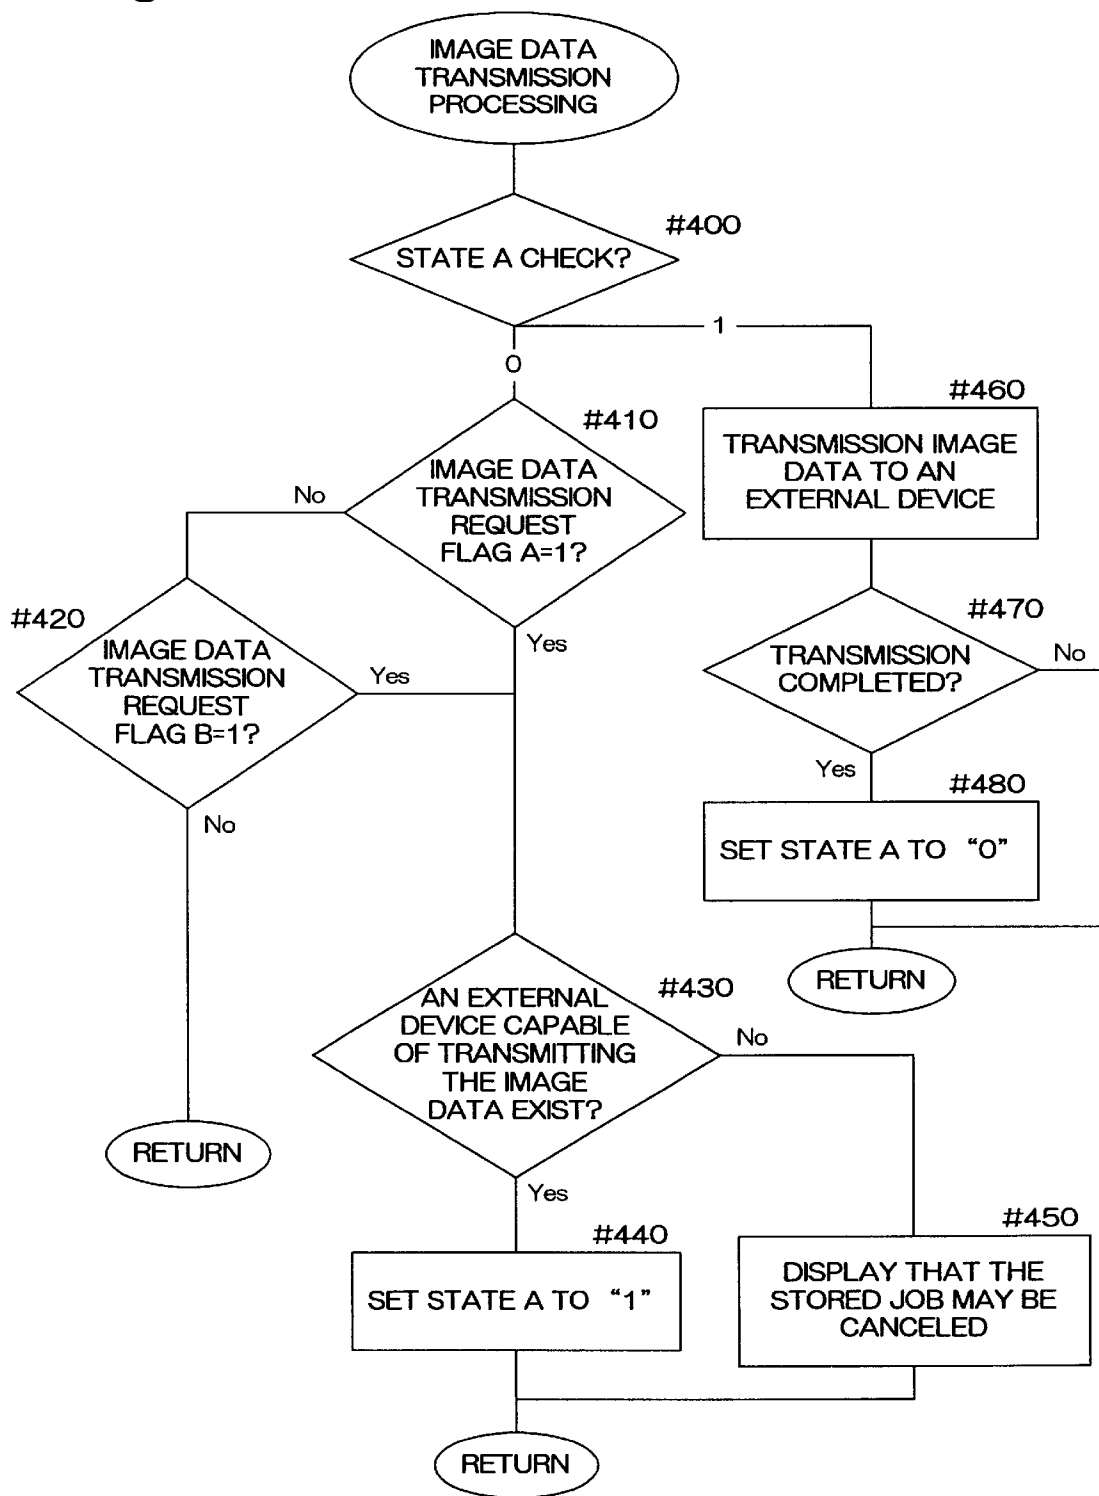 IMAGE DATA
TRANSMISSION
PROCESSING
#400
STATE A CHECK?
1
0
#410
IMAGE DATA
TRANSMISSION
REQUEST
FLAG A=1?
No
Yes
#460
TRANSMISSION IMAGE
DATA TO AN
EXTERNAL DEVICE
#420
IMAGE DATA
TRANSMISSION
REQUEST
FLAG B=1?
Yes
No
#470
TRANSMISSION
COMPLETED?
No
Yes
#480
SET STATE A TO “0”
RETURN
#430
AN EXTERNAL
DEVICE CAPABLE
OF TRANSMITTING
THE IMAGE
DATA EXIST?
No
Yes
RETURN
#440
SET STATE A TO “1”
#450
DISPLAY THAT THE
STORED JOB MAY BE
CANCELED
RETURN